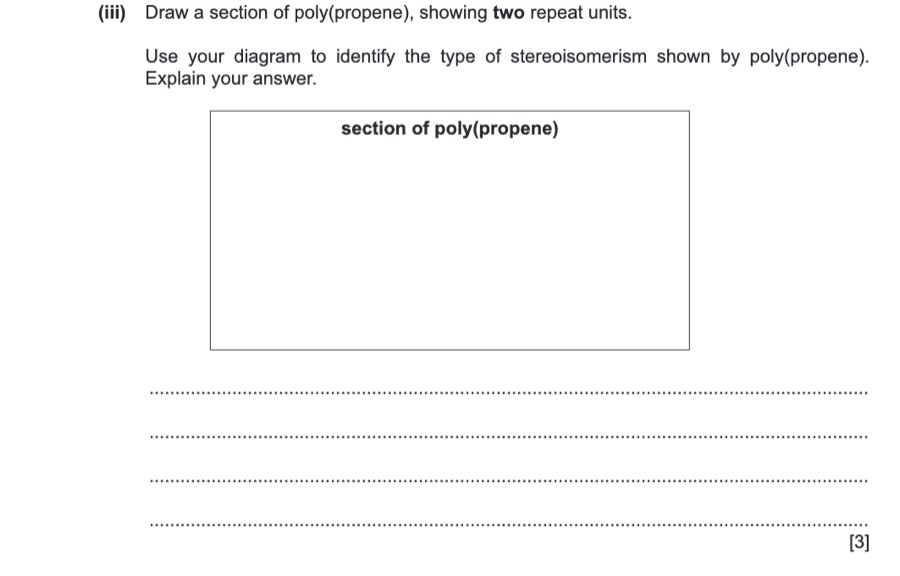 (iii) Draw a section of poly(propene), showing two repeat units.
Use your diagram to identify the type of stereoisomerism shown by poly(propene).
Explain your answer.
section of poly(propene)
[3]